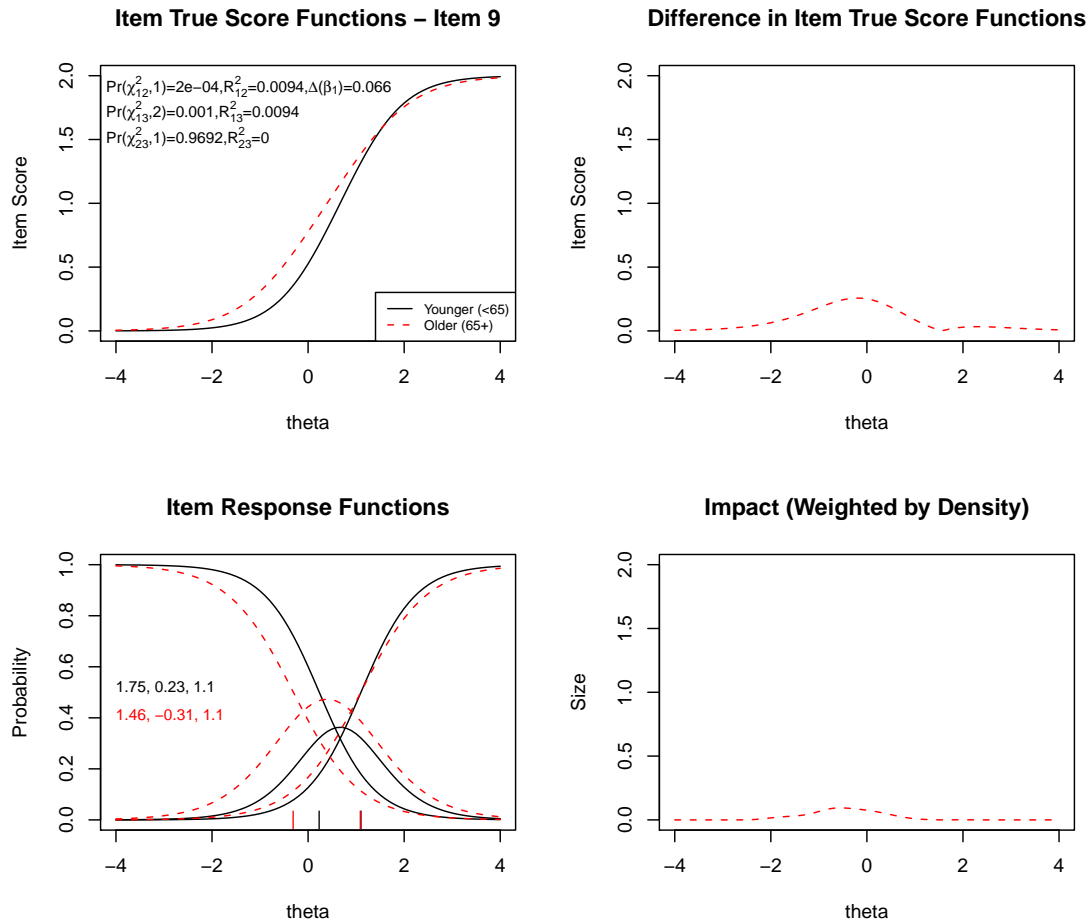 Item True Score Functions − Item 9
Pr(χ²₁₂,1)=2e−04,R²₁₂=0.0094,Δ(β₁)=0.066
Pr(χ²₁₃,2)=0.001,R²₁₃=0.0094
Pr(χ²₂₃,1)=0.9692,R²₂₃=0
Item Score
2.0
1.5
1.0
0.5
0.0
Younger (<65)
Older (65+)
−4 −2 0 2 4
theta
Difference in Item True Score Functions
Item Score
2.0
1.5
1.0
0.5
0.0
−4 −2 0 2 4
theta
Item Response Functions
Probability
1.0
0.8
0.6
0.4
0.2
0.0
1.75, 0.23, 1.1
1.46, −0.31, 1.1
−4 −2 0 2 4
theta
Impact (Weighted by Density)
Size
2.0
1.5
1.0
0.5
0.0
−4 −2 0 2 4
theta